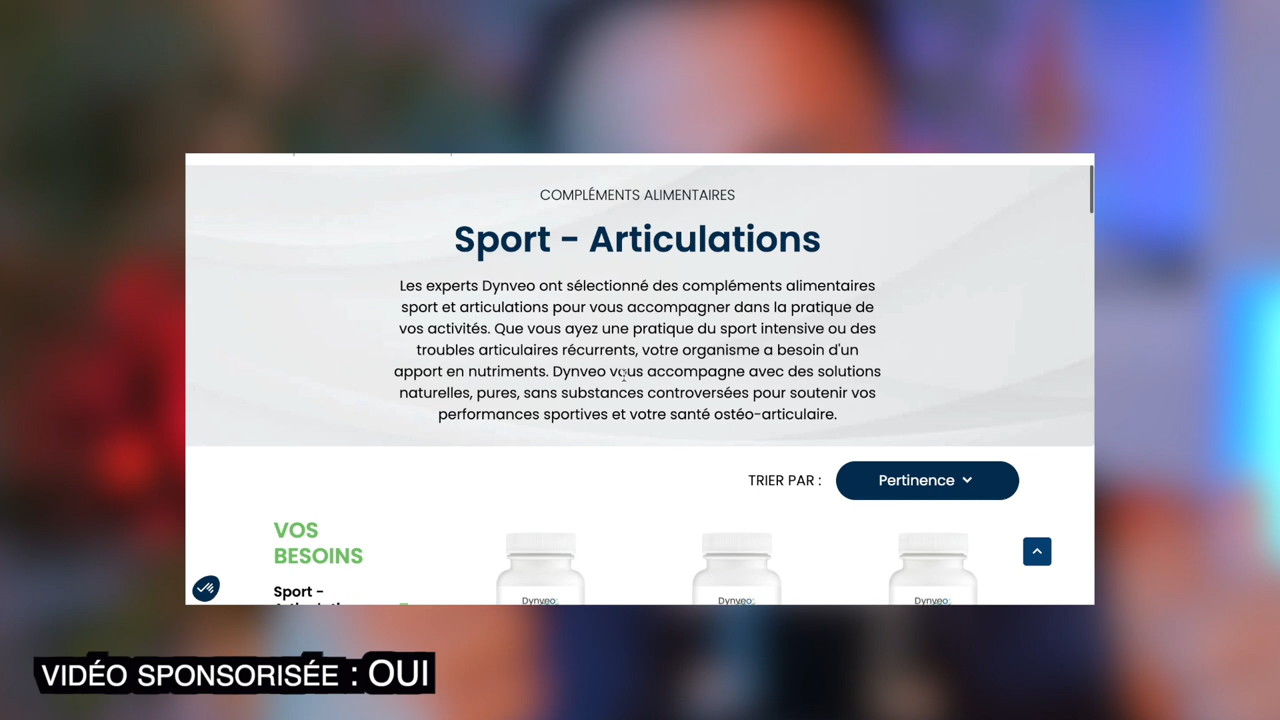 COMPLÉMENTS ALIMENTAIRES
Sport - Articulations
Les experts Dynveo ont sélectionné des compléments alimentaires
sport et articulations pour vous accompagner dans la pratique de
vos activités. Que vous ayez une pratique du sport intensive ou des
troubles articulaires récurrents, votre organisme a besoin d'un
apport en nutriments. Dynveo vous accompagne avec des solutions
naturelles, pures, sans substances controversées pour soutenir vos
performances sportives et votre santé ostéo-articulaire.
TRIER PAR :
Pertinence
VOS
BESOINS
Sport -
Dynveo
Dynveo
Dynveo
VIDÉO SPONSORISÉE : OUI